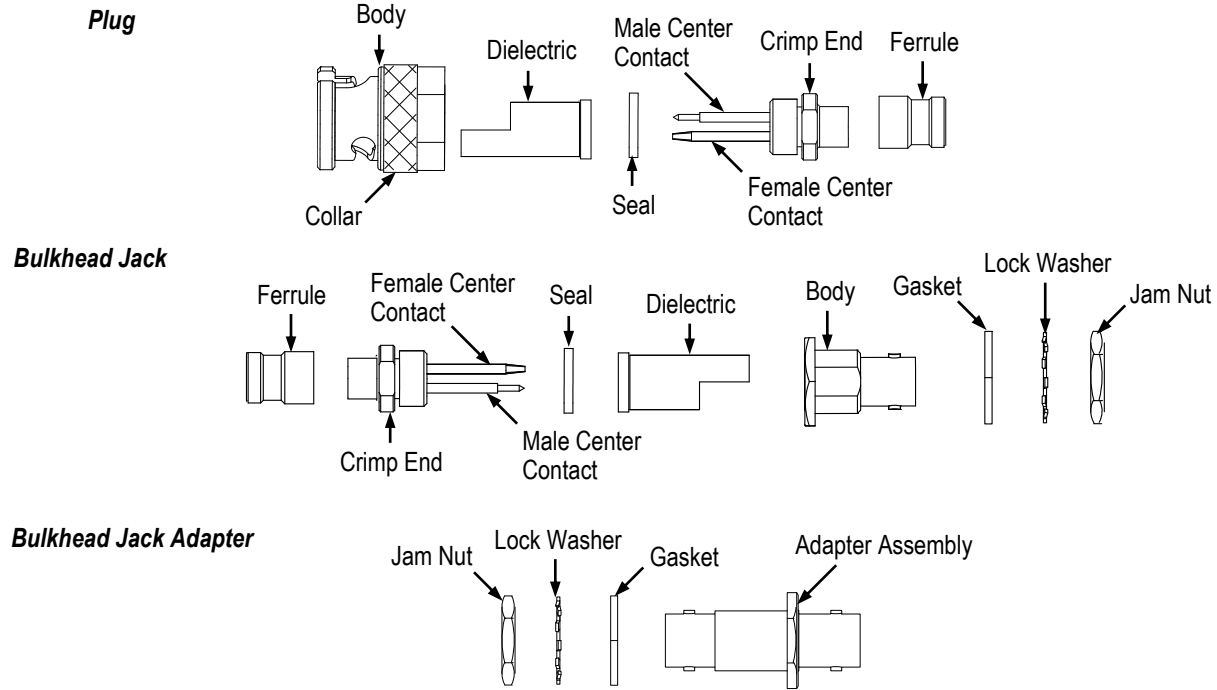 Plug
Body
Dielectric
Male Center
Contact
Crimp End
Ferrule
Collar
Seal
Female Center
Contact
Bulkhead Jack
Ferrule
Female Center
Contact
Seal
Dielectric
Body
Gasket
Lock Washer
Jam Nut
Crimp End
Male Center
Contact
Bulkhead Jack Adapter
Jam Nut
Lock Washer
Gasket
Adapter Assembly